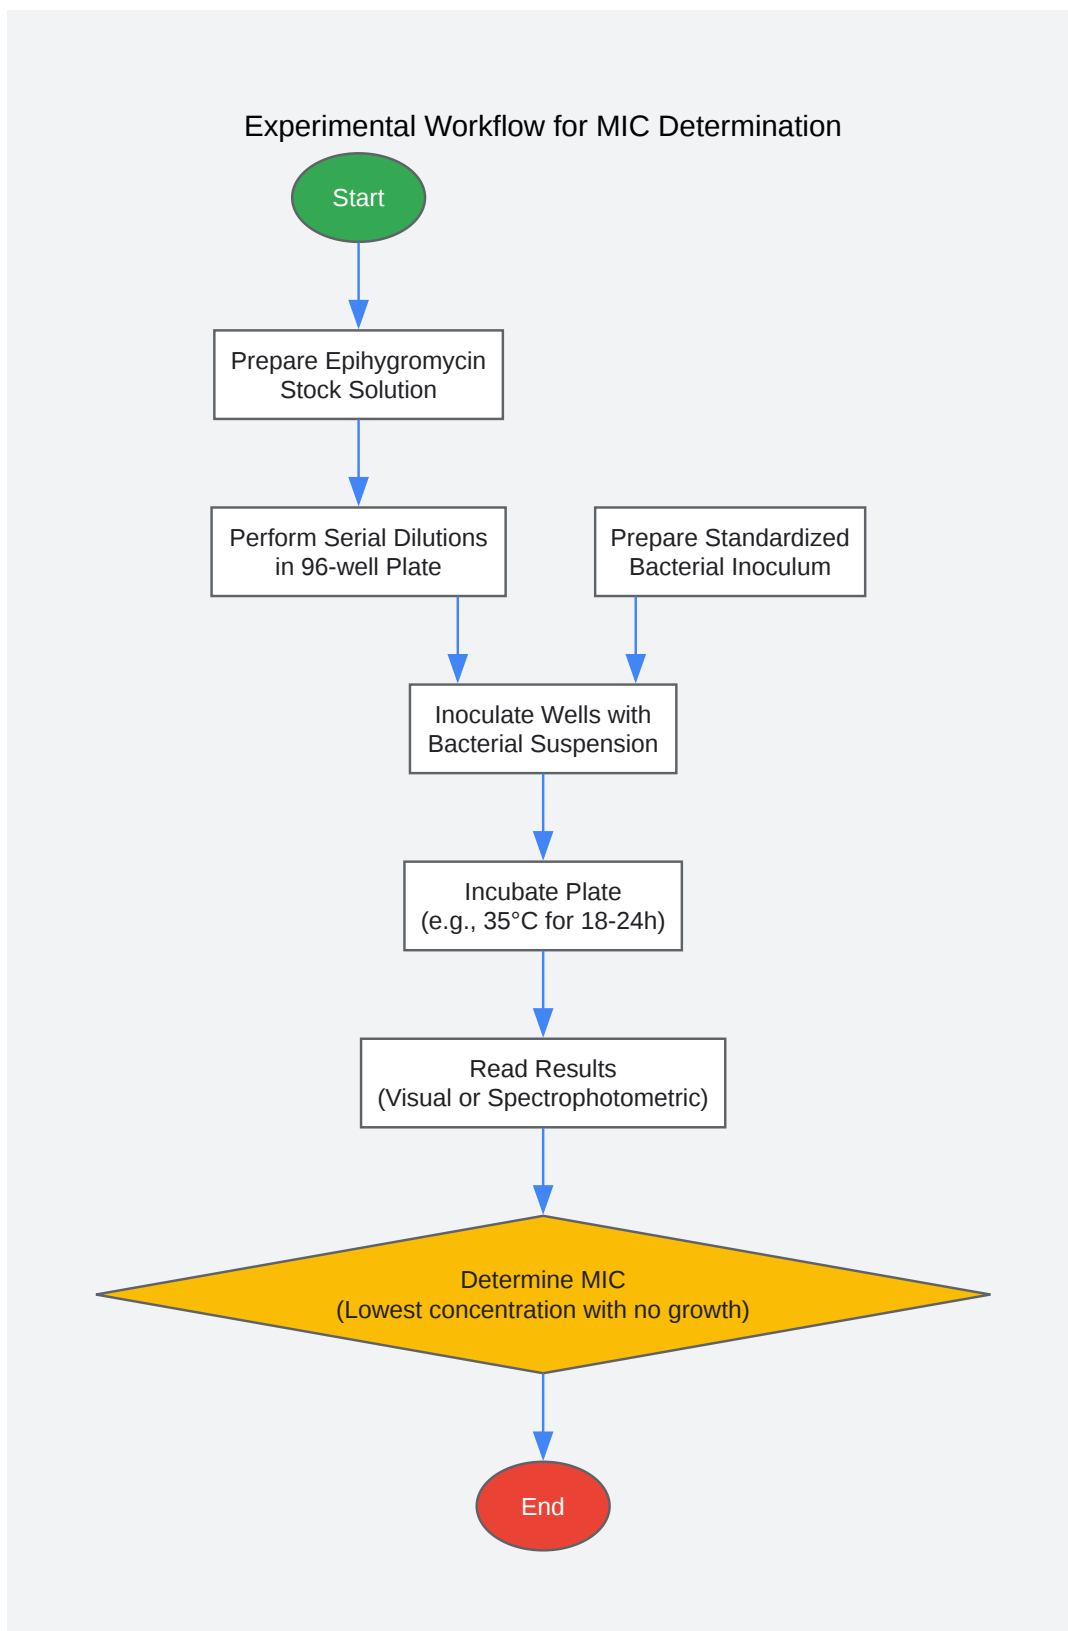 Experimental Workflow for MIC Determination
Start
Prepare Epihygromycin
Stock Solution
Perform Serial Dilutions
in 96-well Plate
Prepare Standardized
Bacterial Inoculum
Inoculate Wells with
Bacterial Suspension
Incubate Plate
(e.g., 35°C for 18-24h)
Read Results
(Visual or Spectrophotometric)
Determine MIC
(Lowest concentration with no growth)
End